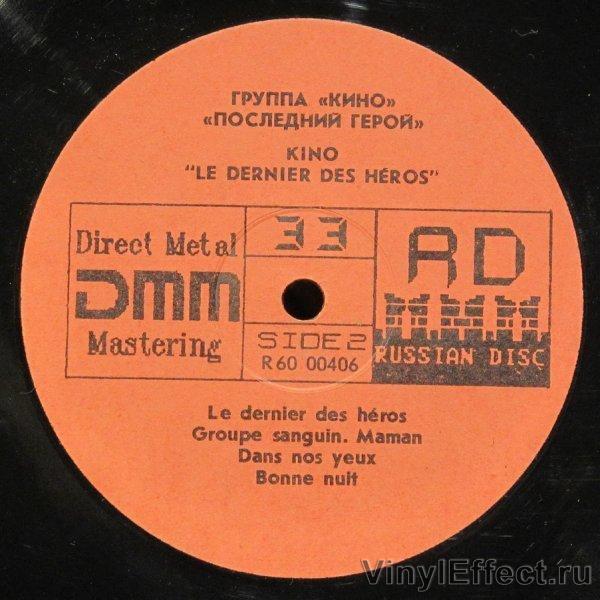 ГРУППА «КИНО»
«ПОСЛЕДНИЙ ГЕРОЙ»
KINO
"LE DERNIER DES HÉROS"
Direct Metal
DMM
Mastering
33
SIDE 2
R 60 00406
RD
RUSSIAN DISC
Le dernier des héros
Groupe sanguin. Maman
Dans nos yeux
Bonne nuit
VinylEffect.ru